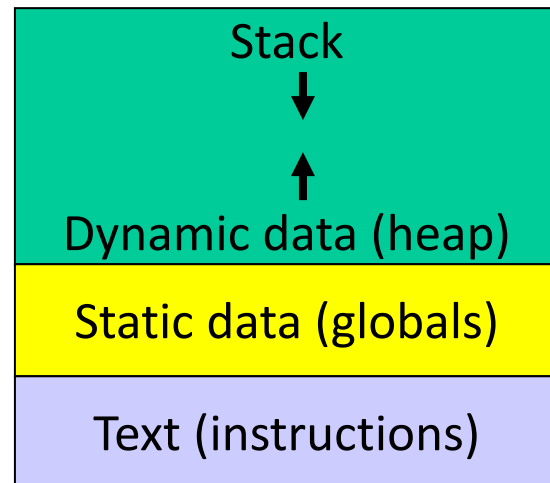 Stack
Dynamic data (heap)
Static data (globals)
Text (instructions)